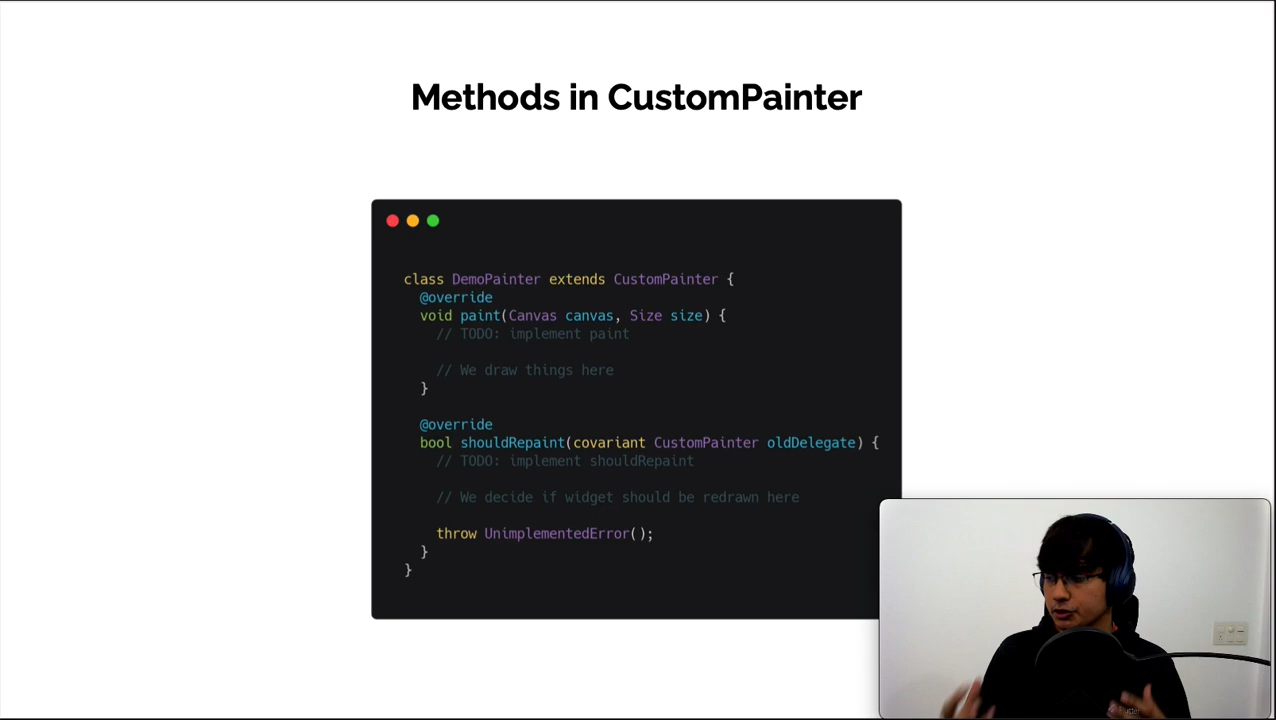 Methods in CustomPainter
class DemoPainter extends CustomPainter {
@override
void paint(Canvas canvas, Size size) {
// TODO: implement paint
// We draw things here
}
@override
bool shouldRepaint(covariant CustomPainter oldDelegate) {
// TODO: implement shouldRepaint
// We decide if widget should be redrawn here
throw UnimplementedError();
}
}
Flutter